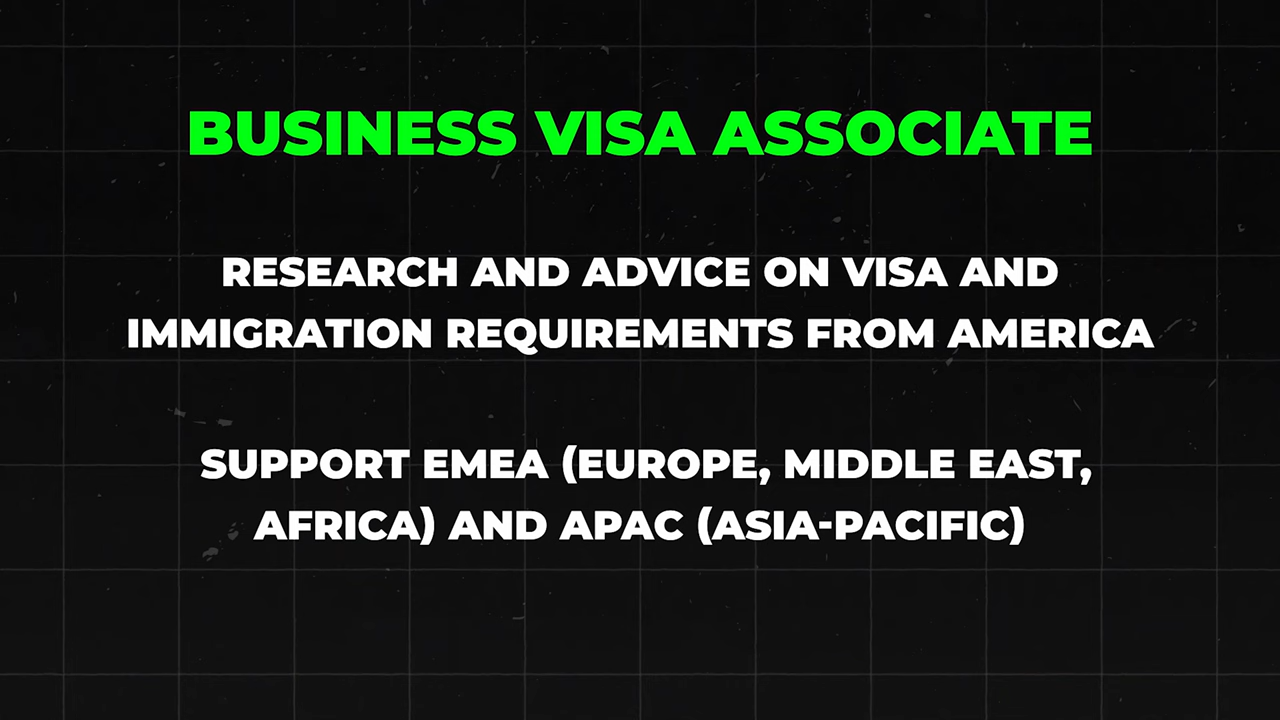 BUSINESS VISA ASSOCIATE
RESEARCH AND ADVICE ON VISA AND
IMMIGRATION REQUIREMENTS FROM AMERICA
SUPPORT EMEA (EUROPE, MIDDLE EAST,
AFRICA) AND APAC (ASIA-PACIFIC)